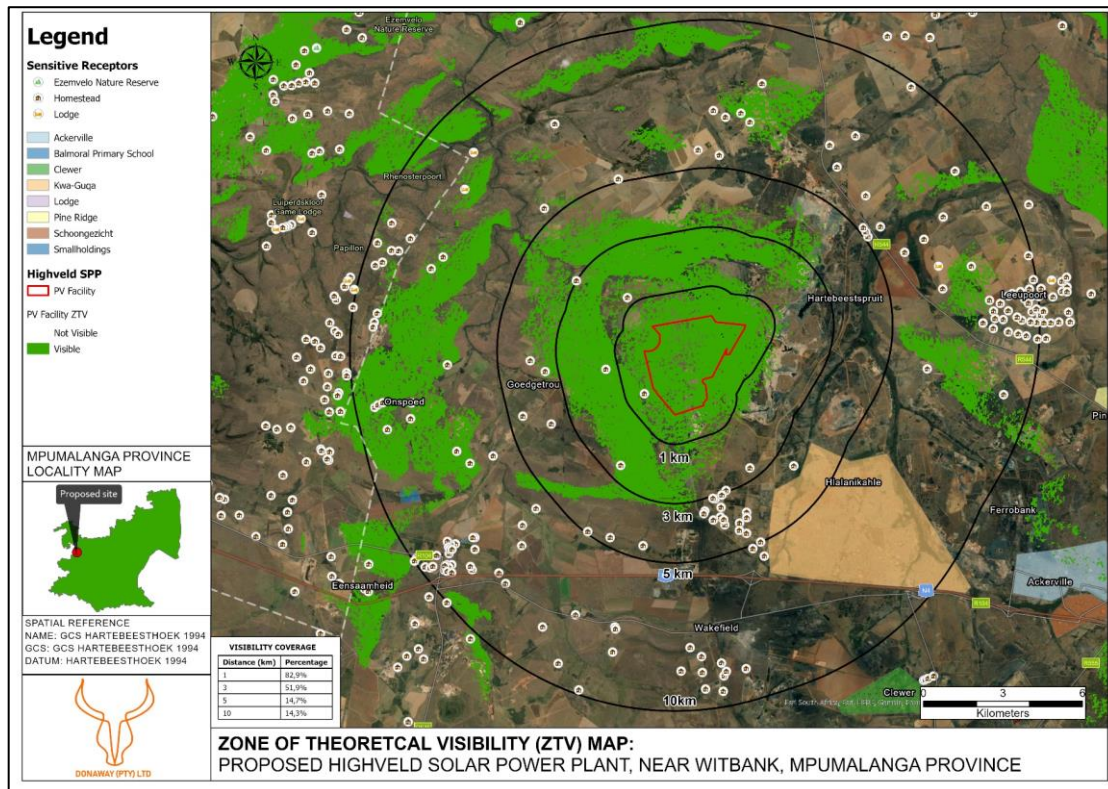 Legend
Sensitive Receptors
Ezemvelo Nature Reserve
Homestead
Lodge
Ackerville
Balmoral Primary School
Clewer
Kwa-Guqa
Lodge
Pine Ridge
Schoongezicht
Smallholdings
Highveld SPP
PV Facility
PV Facility ZTV
Not Visible
Visible
MPUMALANGA PROVINCE
LOCALITY MAP
Proposed site
SPATIAL REFERENCE
NAME: GCS HARTEBEESTHOEK 1994
GCS: GCS HARTEBEESTHOEK 1994
DATUM: HARTEBEESTHOEK 1994
DONAWAY (PTY) LTD
Ezemvelo
Nature Reserve
N
Rhenosterpoort
Luiperdskloof
Game Lodge
Papillon
Hartebeestspruit
R544
Leeupoort
R544
Goedgetrou
Onspoed
Pin
1 km
Hlalanikahle
3 km
Ferrobank
5 km
Eensaamheid
N4
Ackerville
Wakefield
Clewer
10km
VISIBILITY COVERAGE
Distance (km) Percentage
1 82,9%
3 51,9%
5 14,7%
10 14,3%
0 3 6
Kilometers
ZONE OF THEORETCAL VISIBILITY (ZTV) MAP:
PROPOSED HIGHVELD SOLAR POWER PLANT, NEAR WITBANK, MPUMALANGA PROVINCE